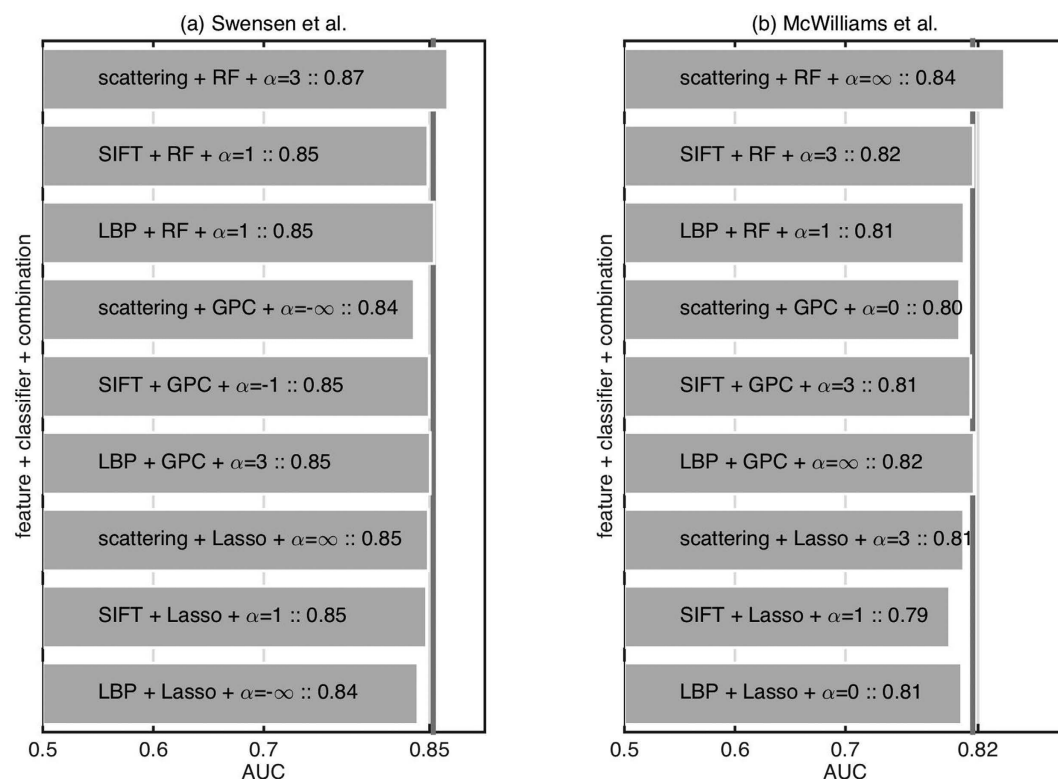 (a) Swensen et al.
feature + classifier + combination
scattering + RF + α=3 :: 0.87
SIFT + RF + α=1 :: 0.85
LBP + RF + α=1 :: 0.85
scattering + GPC + α=-∞ :: 0.84
SIFT + GPC + α=-1 :: 0.85
LBP + GPC + α=3 :: 0.85
scattering + Lasso + α=∞ :: 0.85
SIFT + Lasso + α=1 :: 0.85
LBP + Lasso + α=-∞ :: 0.84
0.5 0.6 0.7 0.85
AUC
(b) McWilliams et al.
feature + classifier + combination
scattering + RF + α=∞ :: 0.84
SIFT + RF + α=3 :: 0.82
LBP + RF + α=1 :: 0.81
scattering + GPC + α=0 :: 0.80
SIFT + GPC + α=3 :: 0.81
LBP + GPC + α=∞ :: 0.82
scattering + Lasso + α=3 :: 0.81
SIFT + Lasso + α=1 :: 0.79
LBP + Lasso + α=0 :: 0.81
0.5 0.6 0.7 0.82
AUC